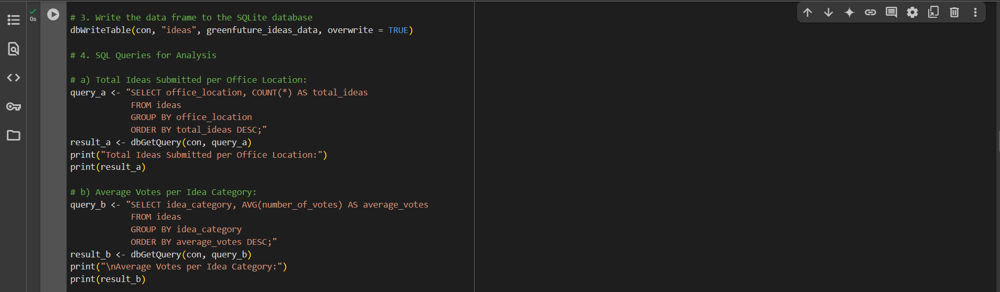 0s
# 3. Write the data frame to the SQLite database
dbWriteTable(con, "ideas", greenfuture_ideas_data, overwrite = TRUE)
# 4. SQL Queries for Analysis
# a) Total Ideas Submitted per Office Location:
query_a <- "SELECT office_location, COUNT(*) AS total_ideas
FROM ideas
GROUP BY office_location
ORDER BY total_ideas DESC;"
result_a <- dbGetQuery(con, query_a)
print("Total Ideas Submitted per Office Location:")
print(result_a)
# b) Average Votes per Idea Category:
query_b <- "SELECT idea_category, AVG(number_of_votes) AS average_votes
FROM ideas
GROUP BY idea_category
ORDER BY average_votes DESC;"
result_b <- dbGetQuery(con, query_b)
print("\nAverage Votes per Idea Category:")
print(result_b)